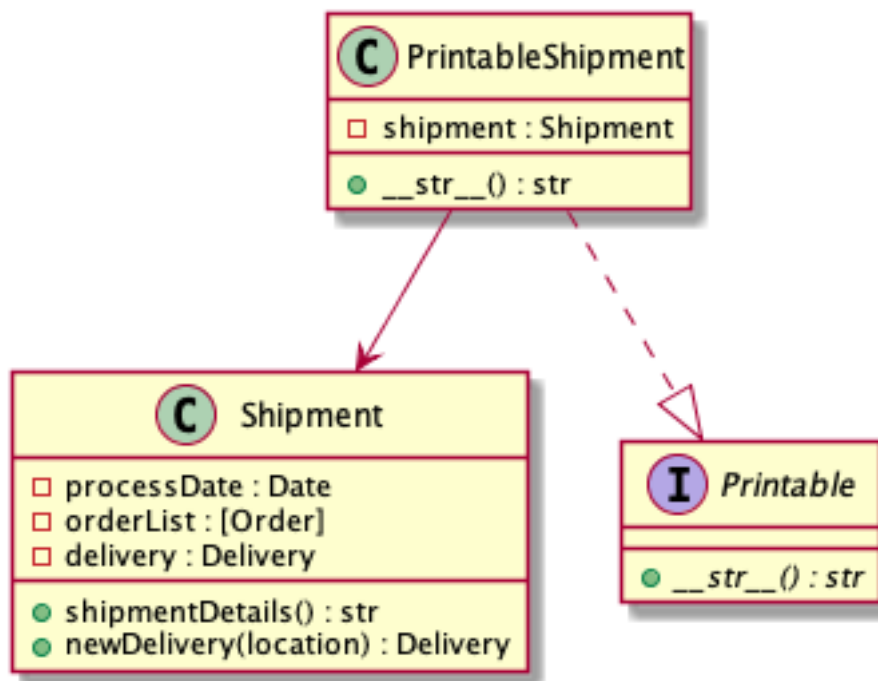 C PrintableShipment
shipment : Shipment
__str__() : str
C Shipment
processDate : Date
orderList : [Order]
delivery : Delivery
shipmentDetails() : str
newDelivery(location) : Delivery
I Printable
__str__() : str